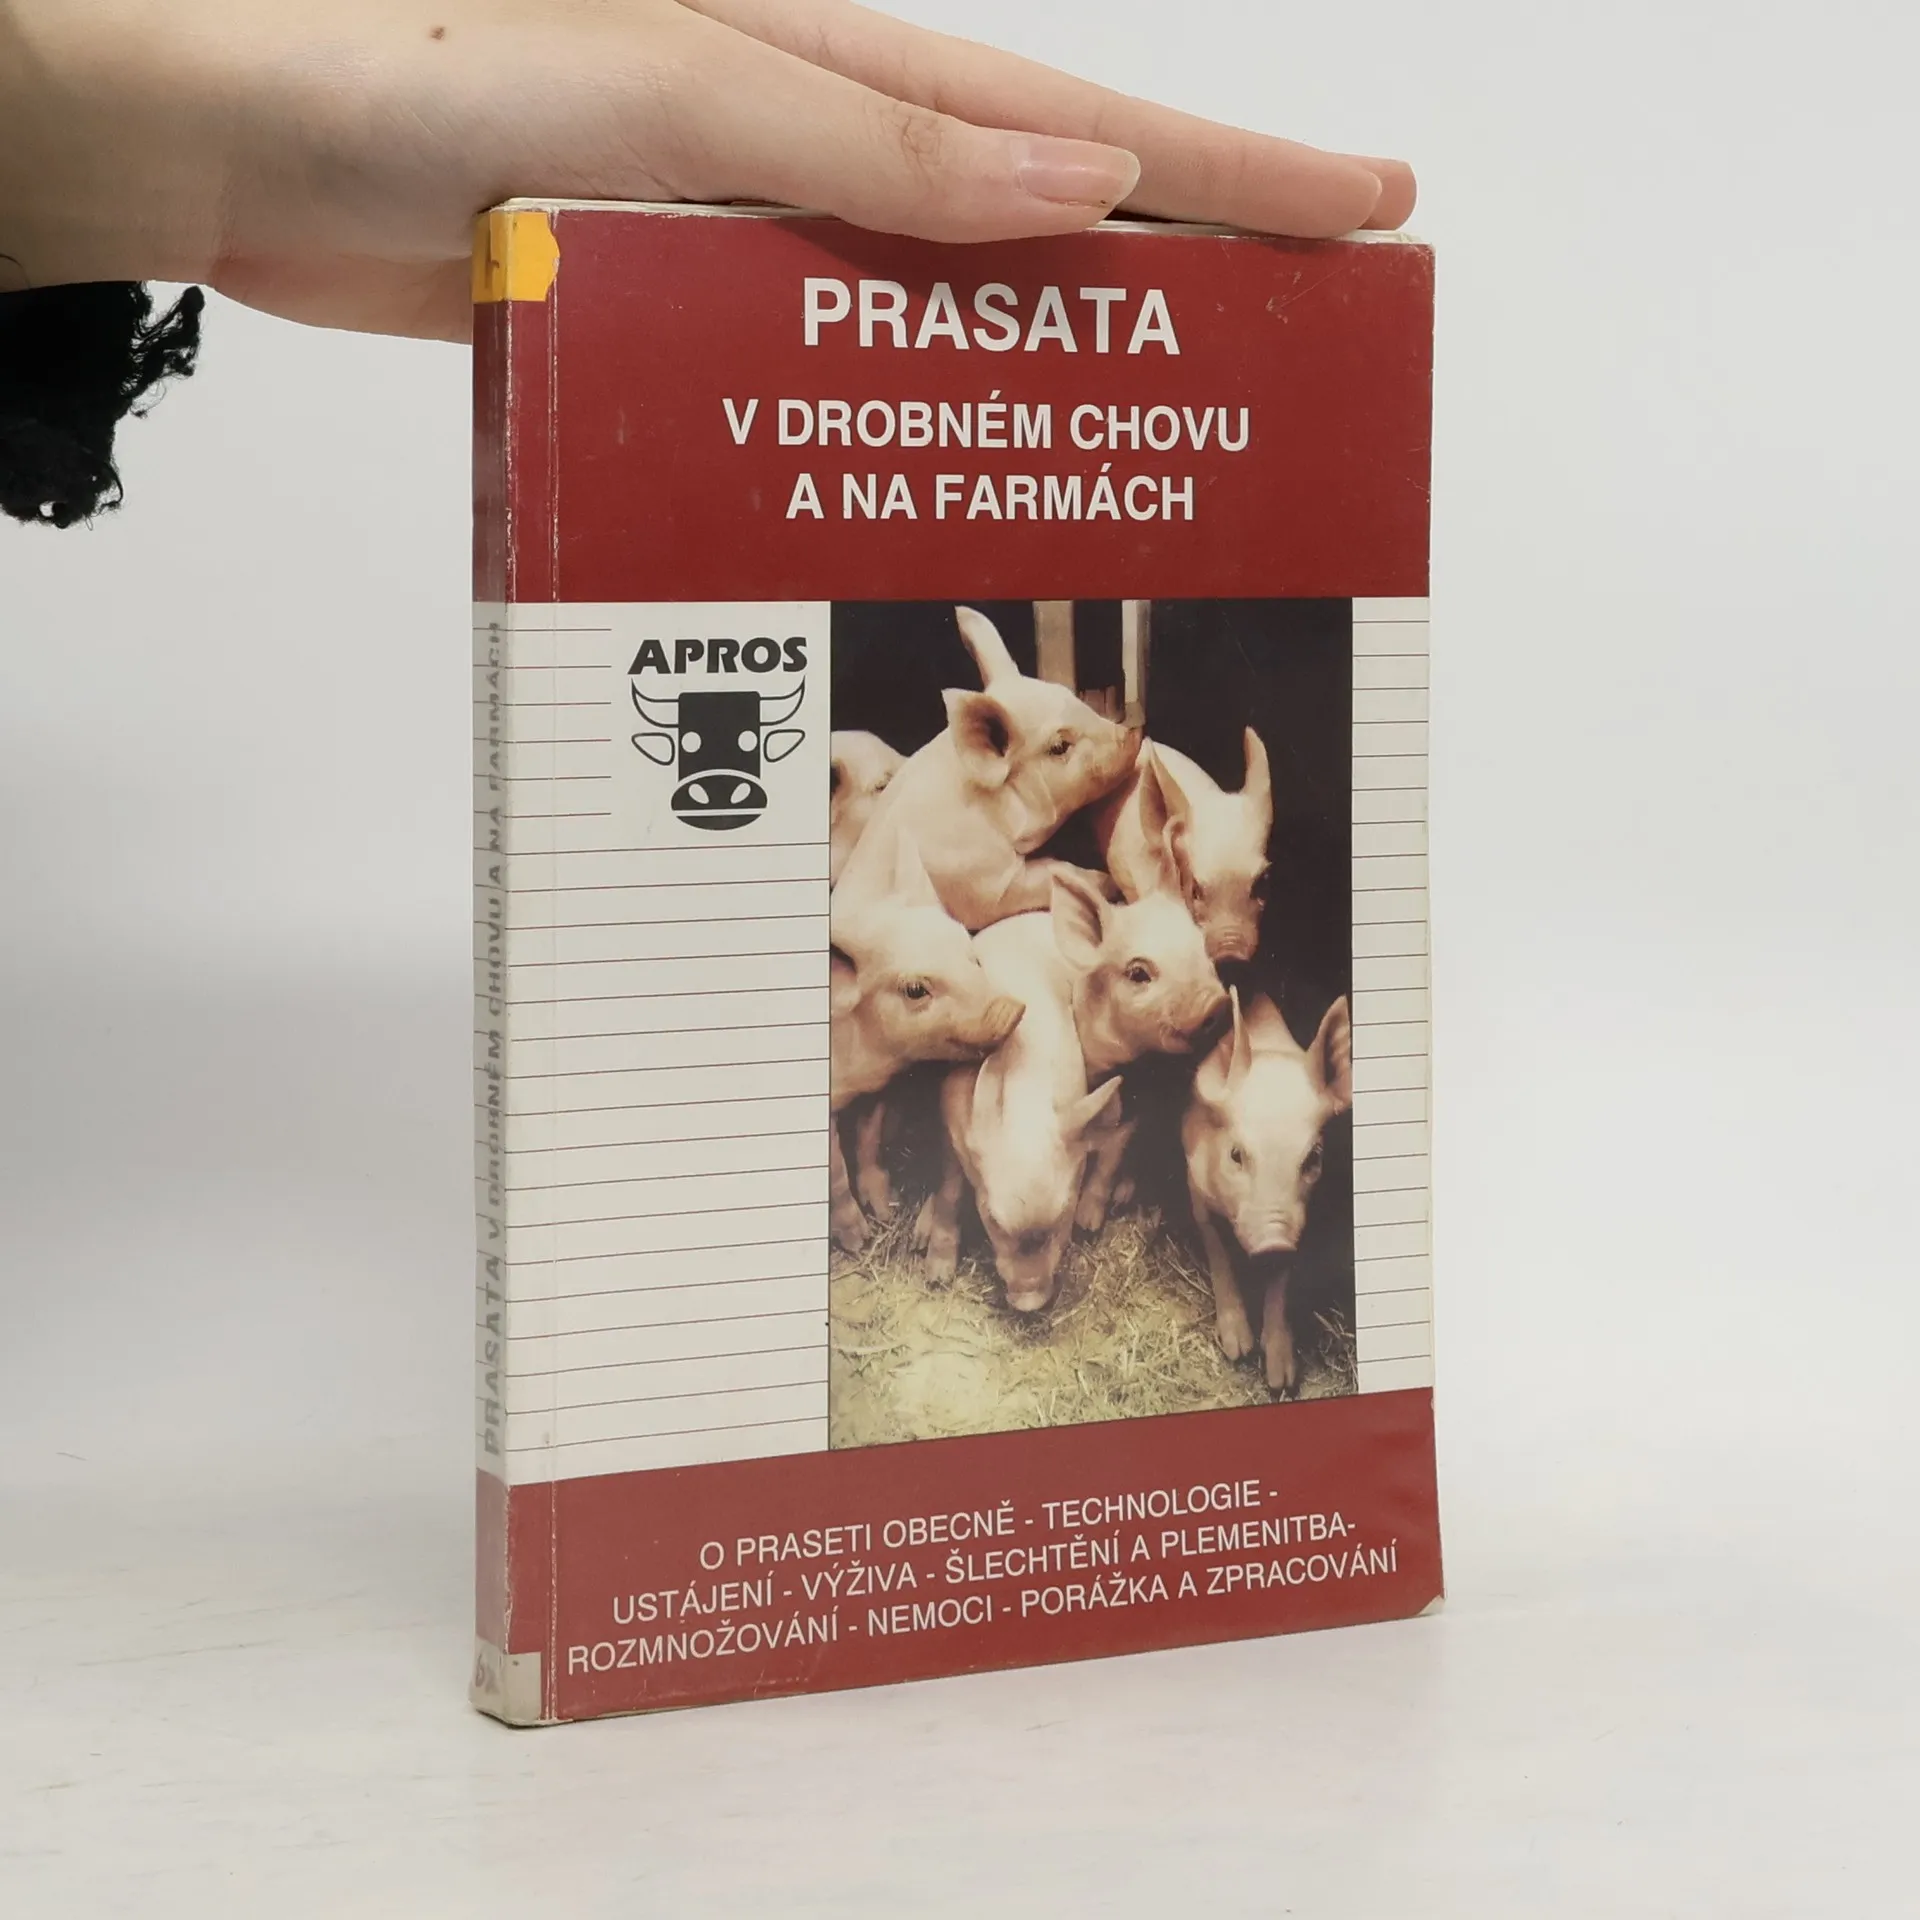 PRASATA
V DROBNÉM CHOVU
A NA FARMÁCH
APROS
O PRASETI OBECNĚ - TECHNOLOGIE -
USTÁJENÍ - VÝŽIVA - ŠLECHTĚNÍ A PLEMENITBA-
ROZMNOŽOVÁNÍ - NEMOCI - PORÁŽKA A ZPRACOVÁNÍ
PRASATA V DROBNÉM CHOVU A NA FARMÁCH